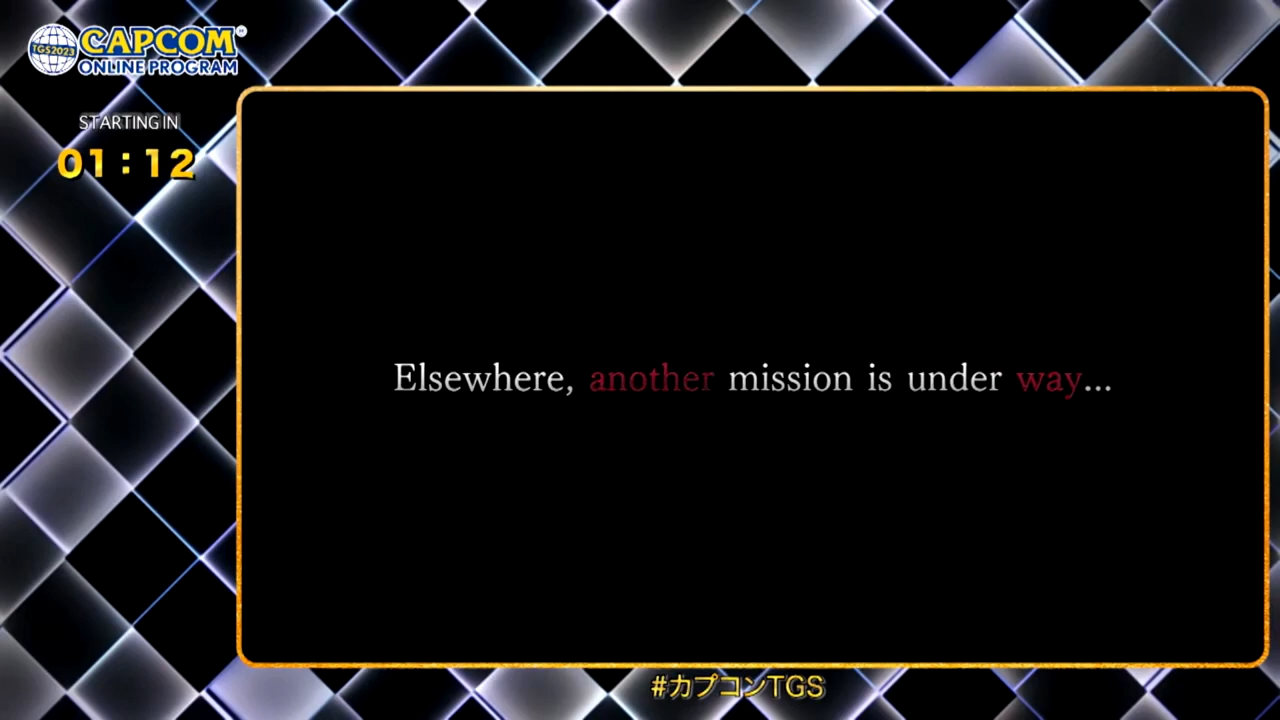 TGS2023
CAPCOM®
ONLINE PROGRAM
STARTING IN
01:12
Elsewhere, another mission is under way...
#カプコンTGS